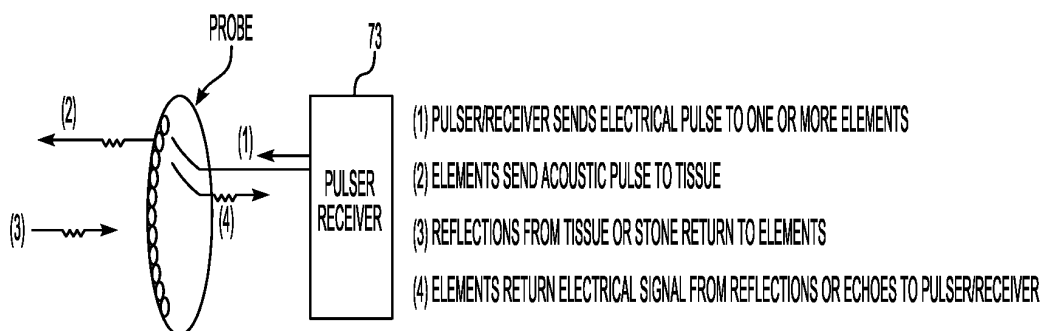 PROBE
73
(2)
(1)
(3)
(4)
PULSER
RECEIVER
(1) PULSER/RECEIVER SENDS ELECTRICAL PULSE TO ONE OR MORE ELEMENTS
(2) ELEMENTS SEND ACOUSTIC PULSE TO TISSUE
(3) REFLECTIONS FROM TISSUE OR STONE RETURN TO ELEMENTS
(4) ELEMENTS RETURN ELECTRICAL SIGNAL FROM REFLECTIONS OR ECHOES TO PULSER/RECEIVER